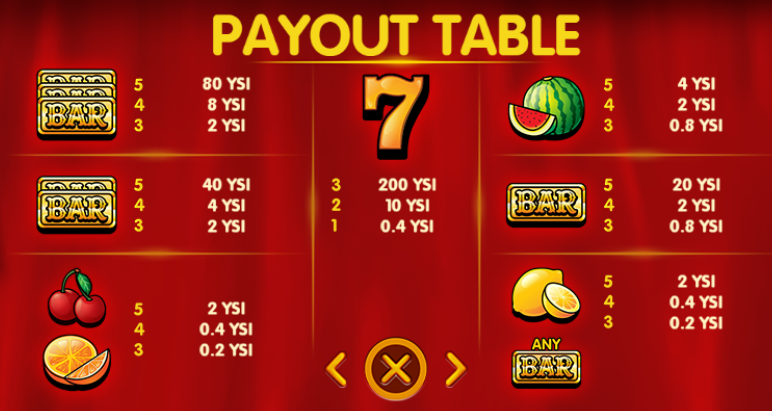 PAYOUT TABLE
BAR
BAR
BAR
5 80 YSI
4 8 YSI
3 2 YSI
BAR
BAR
5 40 YSI
4 4 YSI
3 2 YSI
5 2 YSI
4 0.4 YSI
3 0.2 YSI
7
3 200 YSI
2 10 YSI
1 0.4 YSI
5 4 YSI
4 2 YSI
3 0.8 YSI
BAR
5 20 YSI
4 2 YSI
3 0.8 YSI
5 2 YSI
4 0.4 YSI
3 0.2 YSI
ANY
BAR